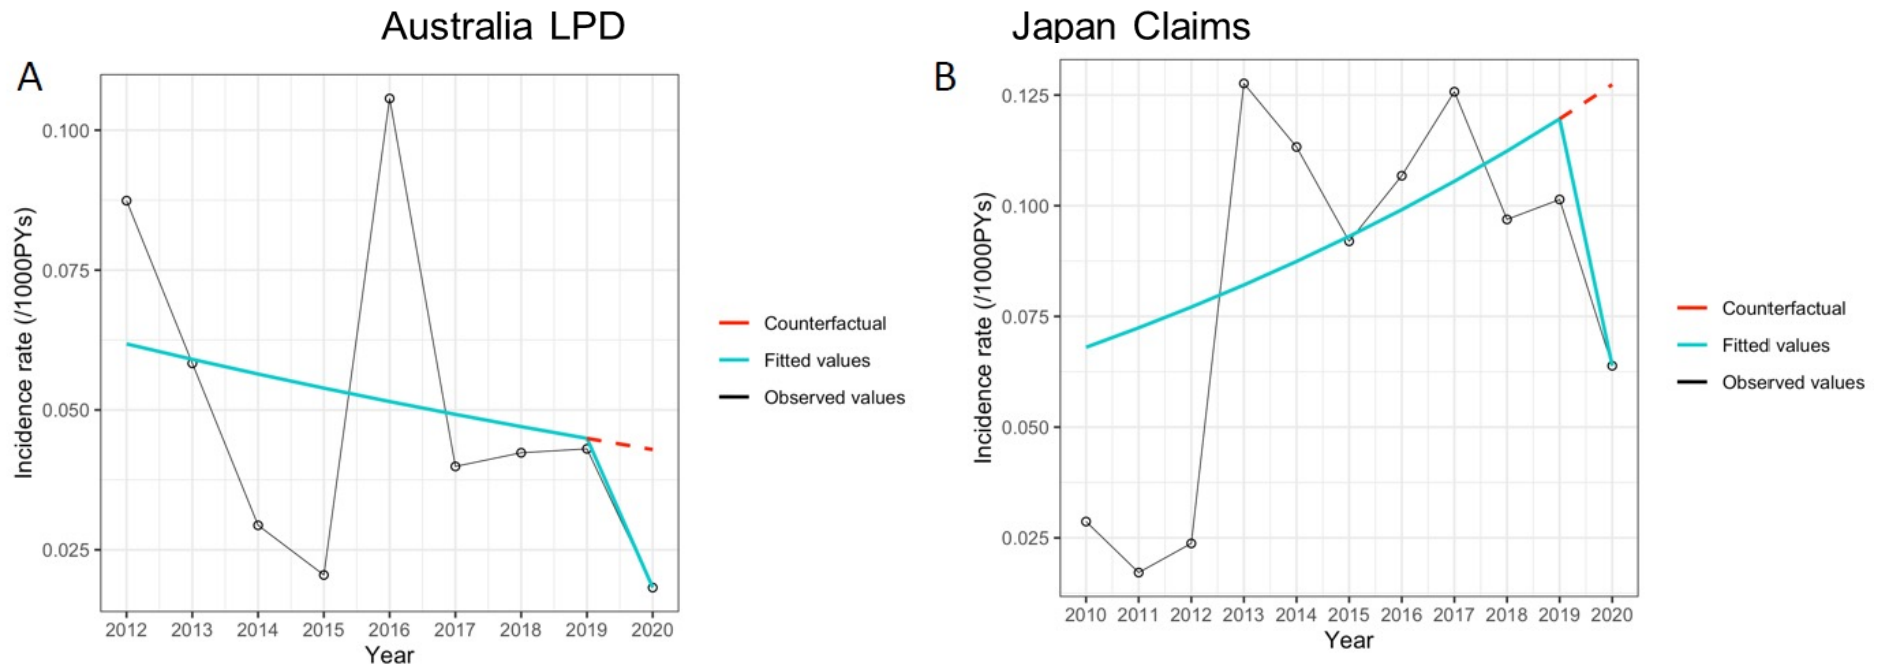 Australia LPD
A
Incidence rate (/1000PYs)
0.100
0.075
0.050
0.025
2012 2013 2014 2015 2016 2017 2018 2019 2020
Year
Counterfactual
Fitted values
Observed values
Japan Claims
B
Incidence rate (/1000PYs)
0.125
0.100
0.075
0.050
0.025
2010 2011 2012 2013 2014 2015 2016 2017 2018 2019 2020
Year
Counterfactual
Fitted values
Observed values